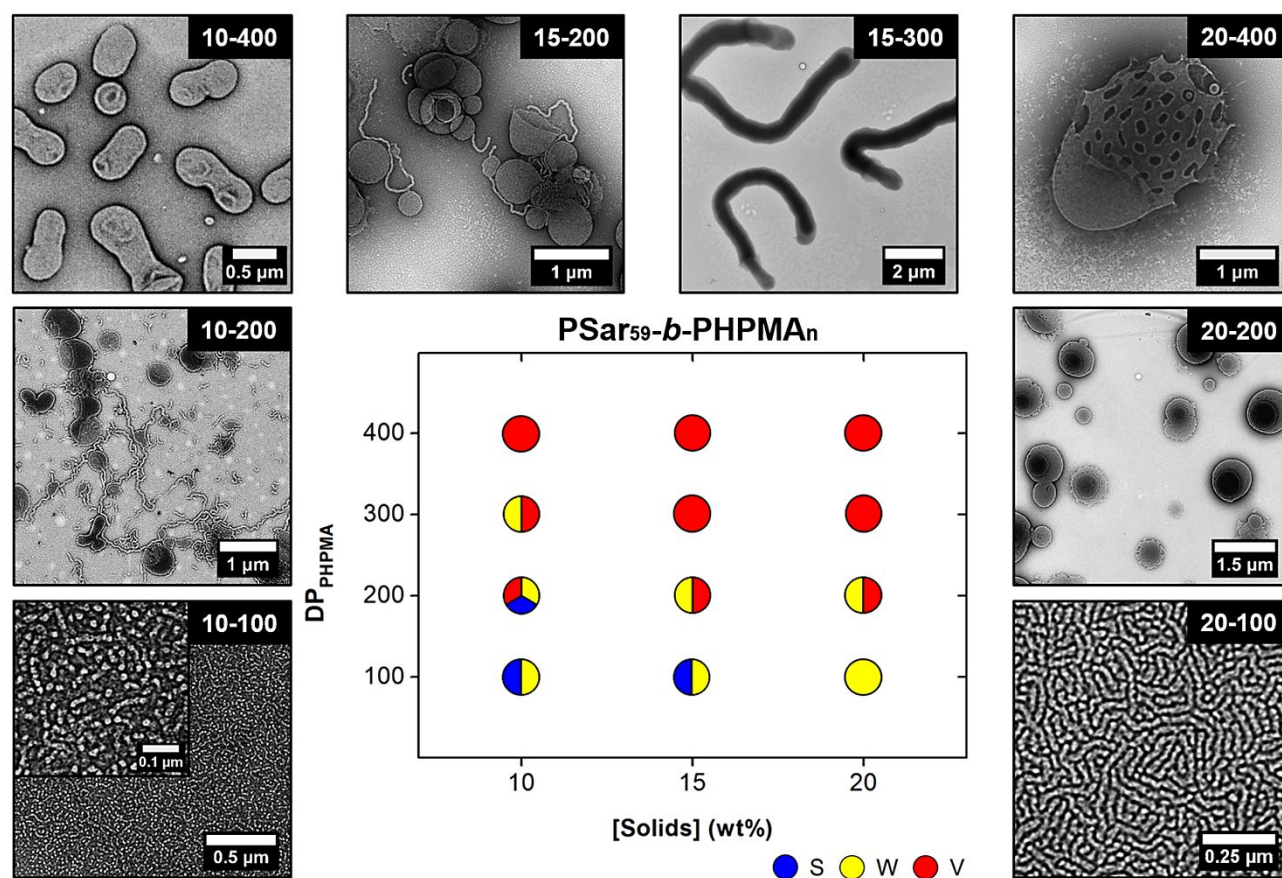 10-400
0.5 µm
15-200
1 µm
15-300
2 µm
20-400
1 µm
10-200
1 µm
PSar59-b-PHPMAn
20-200
1.5 µm
10-100
0.1 µm
0.5 µm
DPPHPMA
400
300
200
100
10
15
20
[Solids] (wt%)
S W V
20-100
0.25 µm